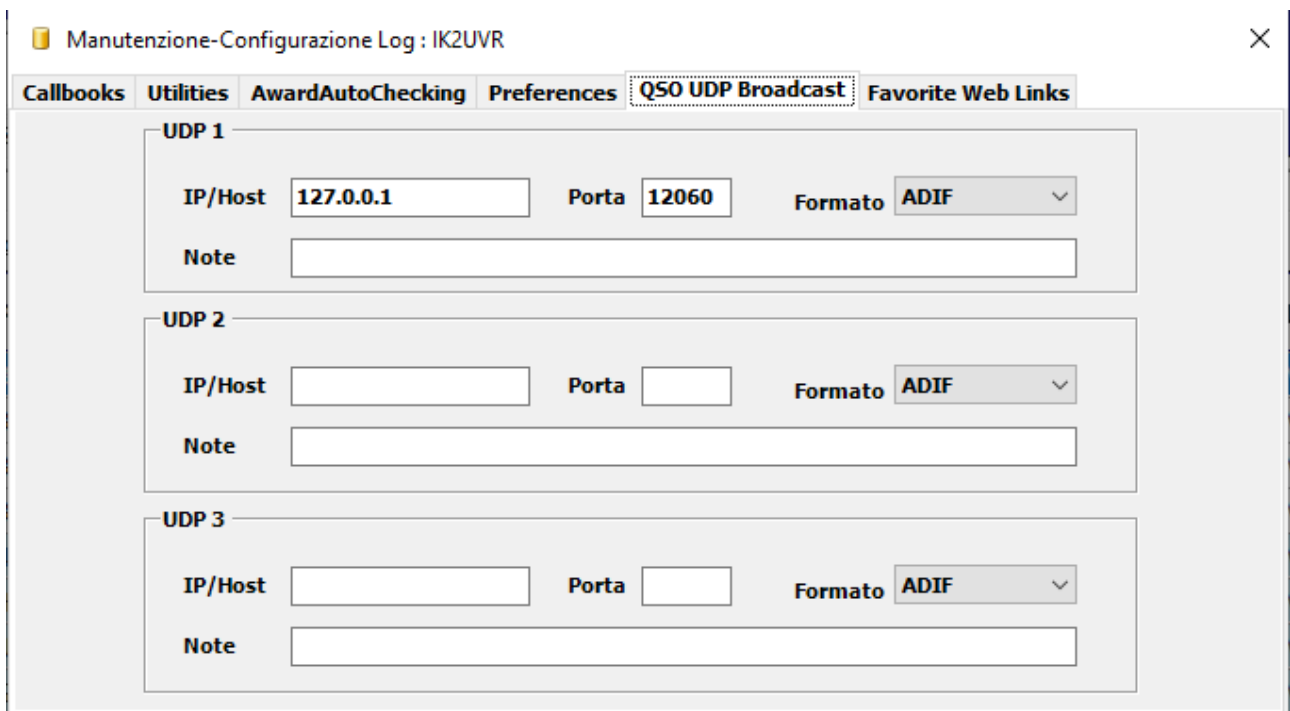 Manutenzione-Configurazione Log : IK2UVR
Callbooks Utilities AwardAutoChecking Preferences QSO UDP Broadcast Favorite Web Links
UDP 1
IP/Host 127.0.0.1 Porta 12060 Formato ADIF
Note
UDP 2
IP/Host Porta Formato ADIF
Note
UDP 3
IP/Host Porta Formato ADIF
Note